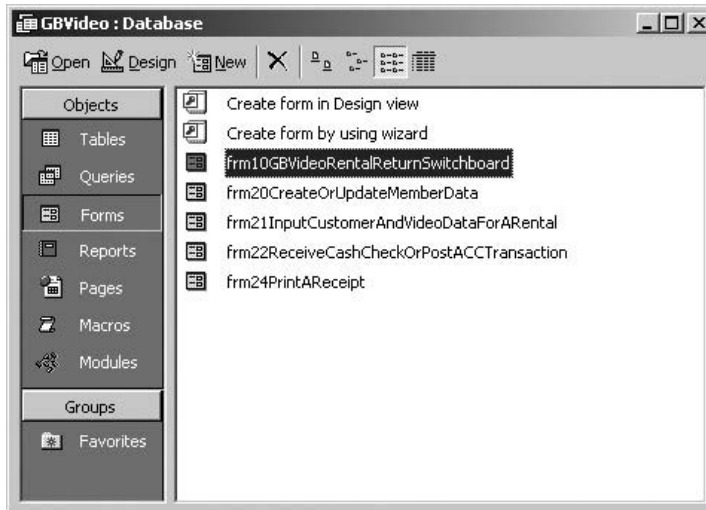 GBVideo : Database
Open Design New
Objects
Tables
Queries
Forms
Reports
Pages
Macros
Modules
Groups
Favorites
Create form in Design view
Create form by using wizard
frm10GBVideoRentalReturnSwitchboard
frm20CreateOrUpdateMemberData
frm21InputCustomerAndVideoDataForARental
frm22ReceiveCashCheckOrPostACCTransaction
frm24PrintAReceipt